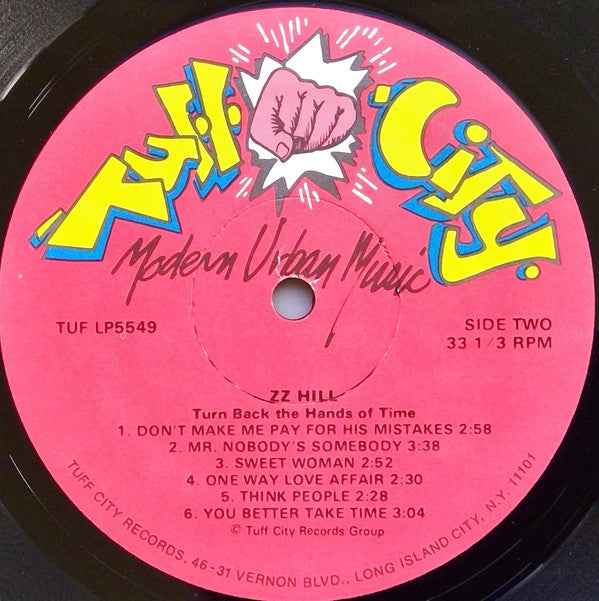 Tuff City
Modern Urban Music
TUF LP5549
SIDE TWO
33 1/3 RPM
ZZ HILL
Turn Back the Hands of Time
1. DON'T MAKE ME PAY FOR HIS MISTAKES 2:58
2. MR. NOBODY'S SOMEBODY 3:38
3. SWEET WOMAN 2:52
4. ONE WAY LOVE AFFAIR 2:30
5. THINK PEOPLE 2:28
6. YOU BETTER TAKE TIME 3:04
© Tuff City Records Group
TUFF CITY RECORDS, 46-31 VERNON BLVD., LONG ISLAND CITY, N.Y. 11101